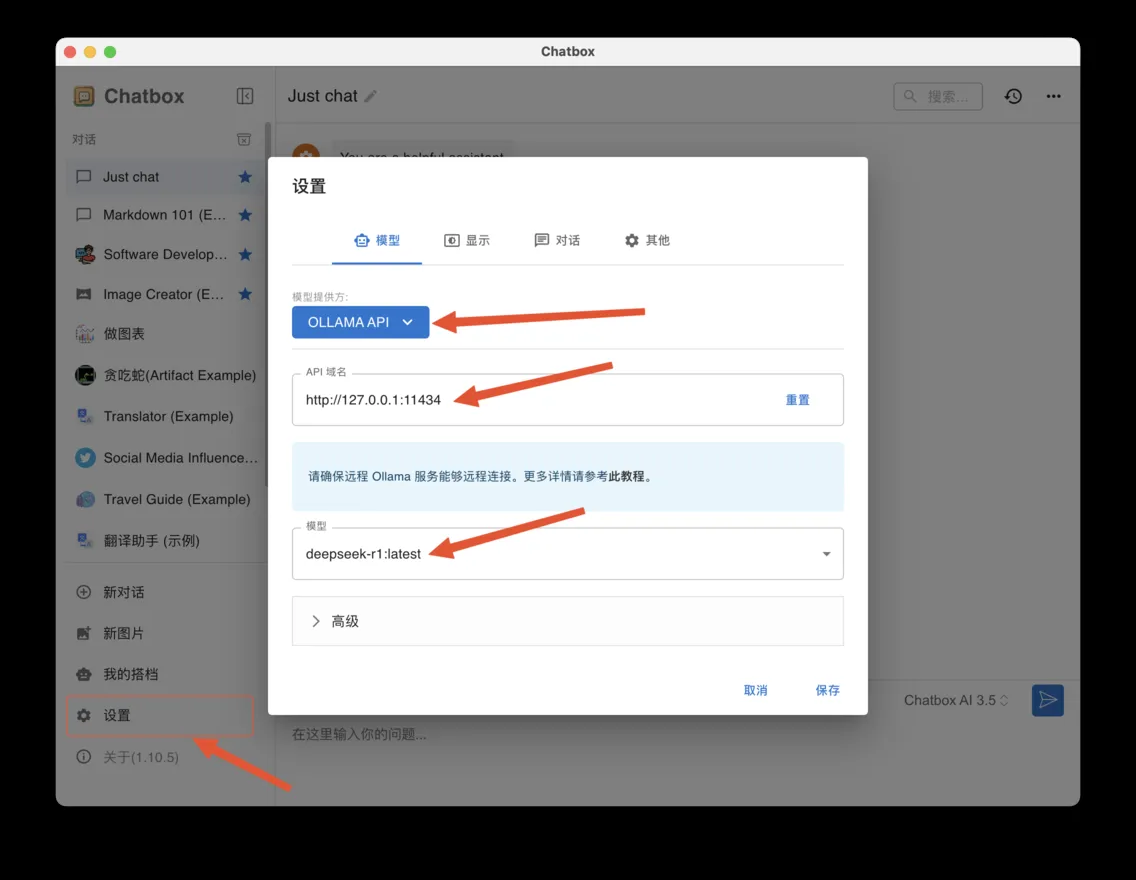 Chatbox
Chatbox
Just chat
搜索...
对话
You are a helpful assistant
Just chat
Markdown 101 (E...
Software Develop...
Image Creator (E...
做图表
贪吃蛇(Artifact Example)
Translator (Example)
Social Media Influence...
Travel Guide (Example)
翻译助手 (示例)
新对话
新图片
我的搭档
设置
关于(1.10.5)
设置
模型
显示
对话
其他
模型提供方:
OLLAMA API
API 域名
http://127.0.0.1:11434
重置
请确保远程 Ollama 服务能够远程连接。更多详情请参考此教程。
模型
deepseek-r1:latest
高级
取消
保存
Chatbox AI 3.5
在这里输入你的问题...